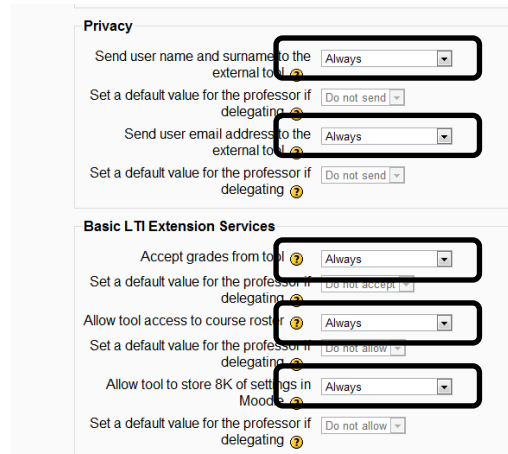 Privacy
Send user name and surname to the Always
external tool
Set a default value for the professor if Do not send
delegating
Send user email address to the Always
external tool
Set a default value for the professor if Do not send
delegating
Basic LTI Extension Services
Accept grades from tool Always
Set a default value for the professor if Do not accept
delegating
Allow tool access to course roster Always
Set a default value for the professor if Do not allow
delegating
Allow tool to store 8K of settings in Always
Moodle
Set a default value for the professor if Do not allow
delegating